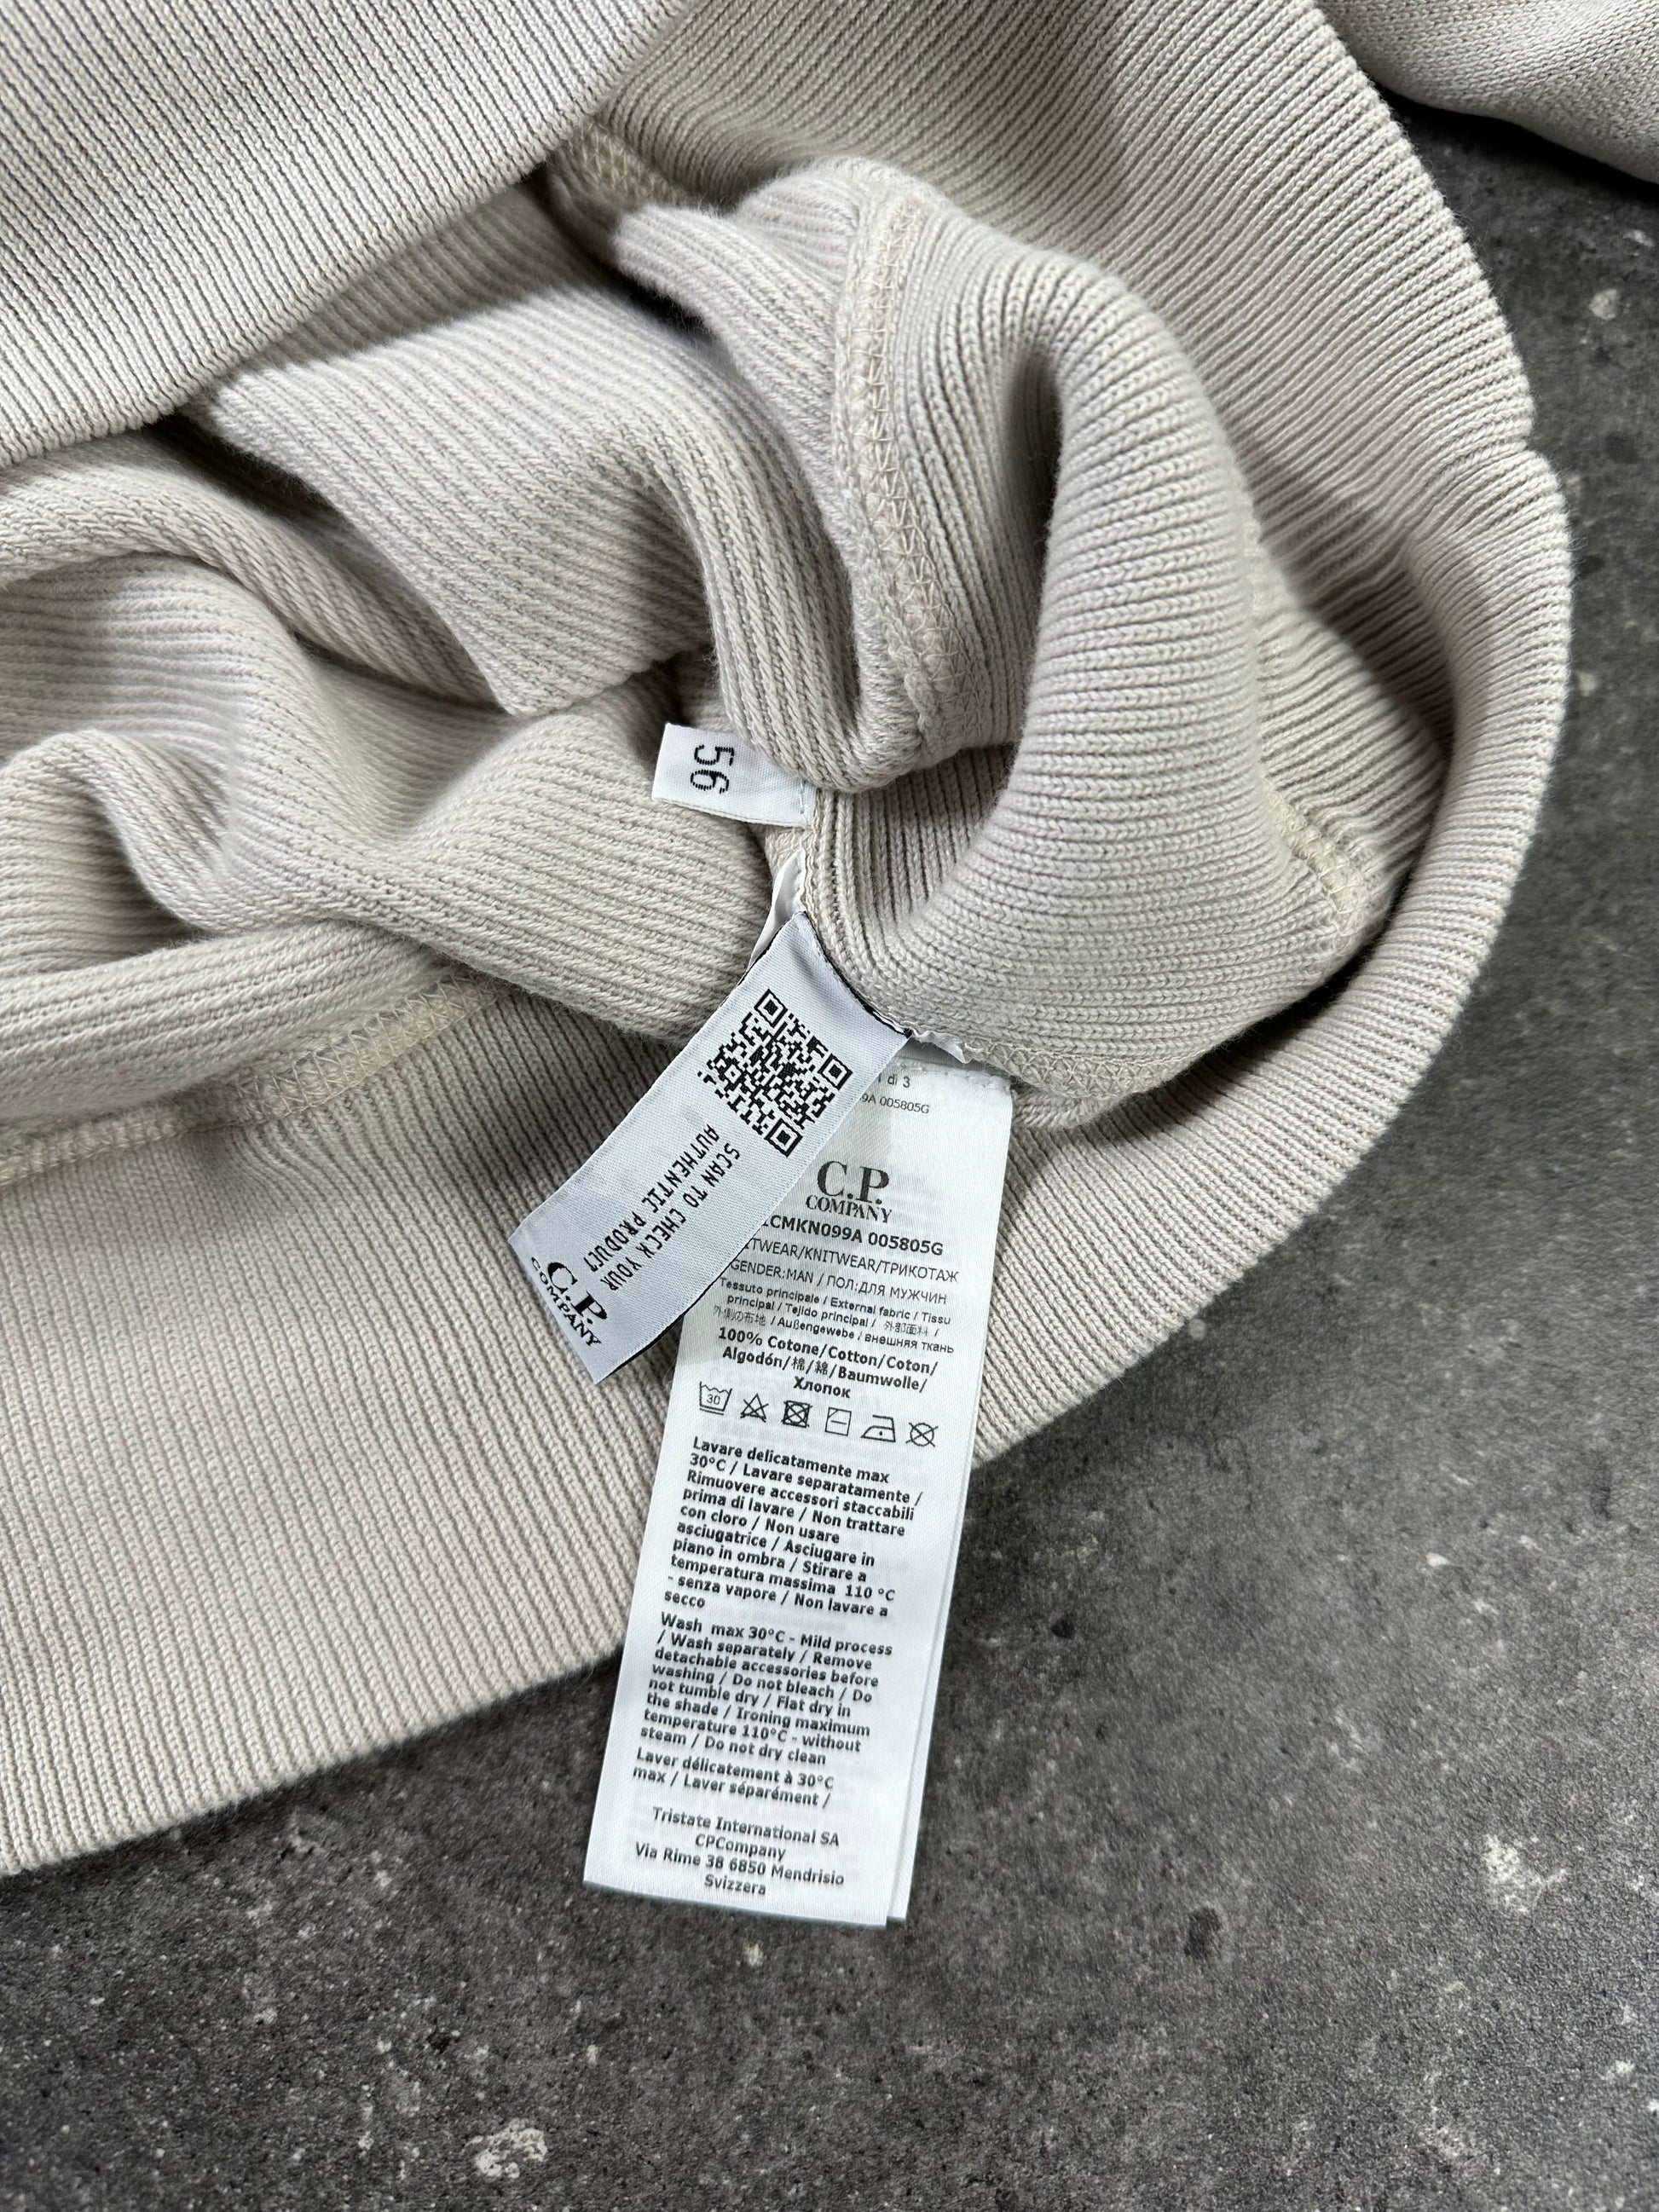 56
SCAN TO CHECK YOUR
AUTHENTIC PRODUCT
C.P.
COMPANY
di 3
9A 005805G
C.P.
COMPANY
CMKN099A 005805G
TWEAR/KNITWEAR/ТРИКОТАЖ
GENDER:MAN / ПОЛ:ДЛЯ МУЖЧИН
Tessuto principale / External fabric / Tissu
principal / Tejido principal / 外部面料 /
外側の布地 / Außengewebe / внешняя ткань
100% Cotone/Cotton/Coton/
Algodón/棉/綿/Baumwolle/
Хлопок
30
Lavare delicatamente max
30°C / Lavare separatamente /
Rimuovere accessori staccabili
prima di lavare / Non trattare
con cloro / Non usare
asciugatrice / Asciugare in
piano in ombra / Stirare a
temperatura massima 110 °C
- senza vapore / Non lavare a
secco
Wash max 30°C - Mild process
/ Wash separately / Remove
detachable accessories before
washing / Do not bleach / Do
not tumble dry / Flat dry in
the shade / Ironing maximum
temperature 110°C - without
steam / Do not dry clean
Laver délicatement à 30°C
max / Laver séparément /
Tristate International SA
CPCompany
Via Rime 38 6850 Mendrisio
Svizzera